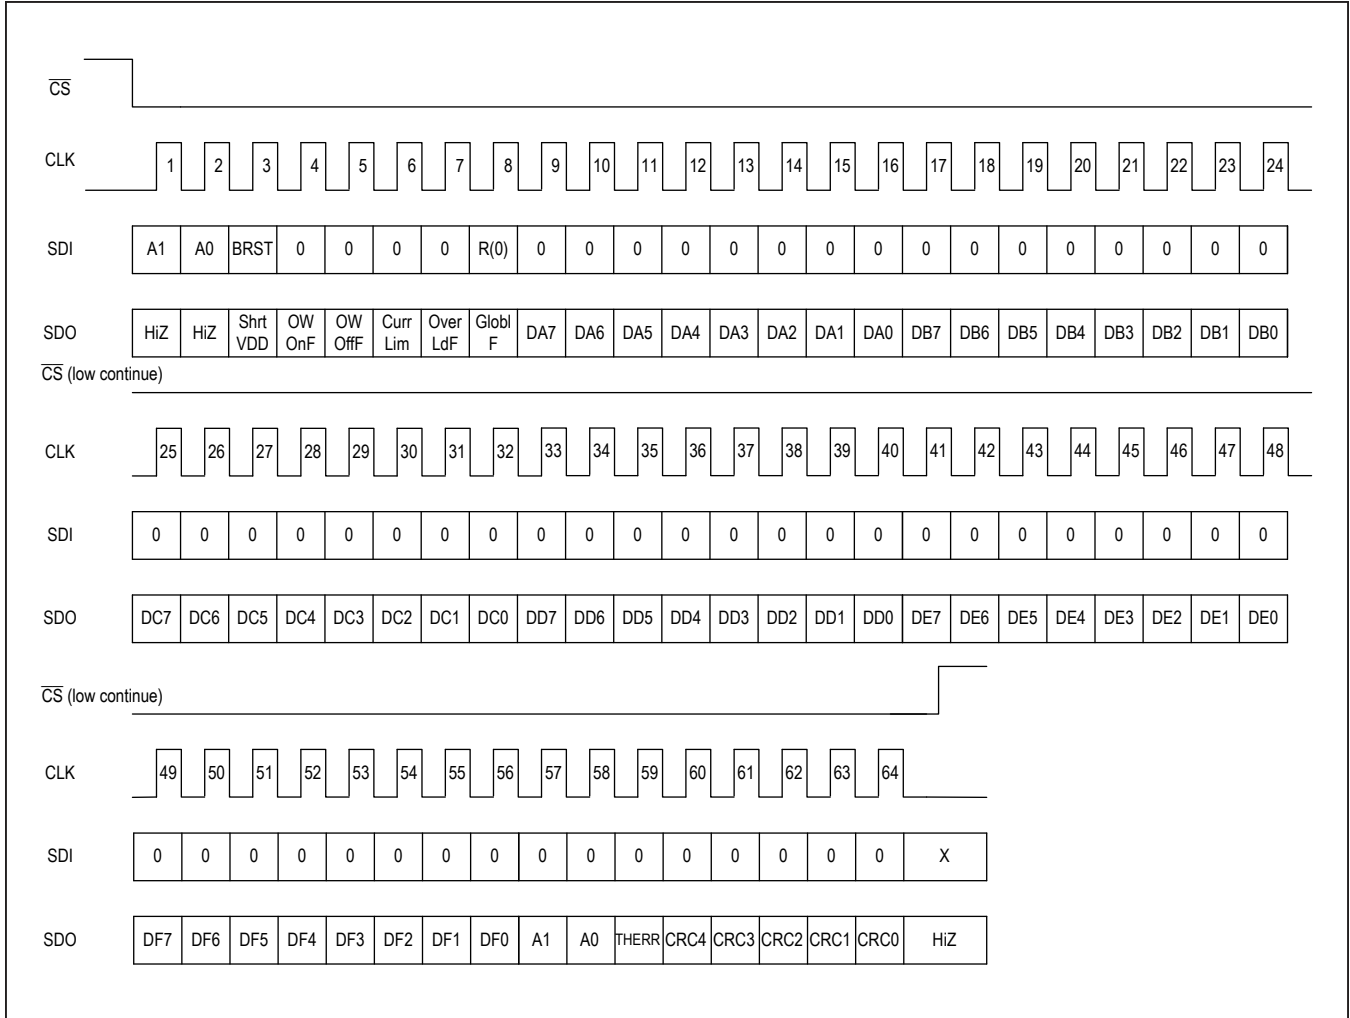 CS
CLK 1 2 3 4 5 6 7 8 9 10 11 12 13 14 15 16 17 18 19 20 21 22 23 24
SDI A1 A0 BRST 0 0 0 0 R(0) 0 0 0 0 0 0 0 0 0 0 0 0 0 0 0 0
SDO HiZ HiZ Shrt VDD OW OnF OW OffF Curr Lim Over LdF Globl F DA7 DA6 DA5 DA4 DA3 DA2 DA1 DA0 DB7 DB6 DB5 DB4 DB3 DB2 DB1 DB0
CS (low continue)
CLK 25 26 27 28 29 30 31 32 33 34 35 36 37 38 39 40 41 42 43 44 45 46 47 48
SDI 0 0 0 0 0 0 0 0 0 0 0 0 0 0 0 0 0 0 0 0 0 0 0 0
SDO DC7 DC6 DC5 DC4 DC3 DC2 DC1 DC0 DD7 DD6 DD5 DD4 DD3 DD2 DD1 DD0 DE7 DE6 DE5 DE4 DE3 DE2 DE1 DE0
CS (low continue)
CLK 49 50 51 52 53 54 55 56 57 58 59 60 61 62 63 64
SDI 0 0 0 0 0 0 0 0 0 0 0 0 0 0 0 0 X
SDO DF7 DF6 DF5 DF4 DF3 DF2 DF1 DF0 A1 A0 THERR CRC4 CRC3 CRC2 CRC1 CRC0 HiZ